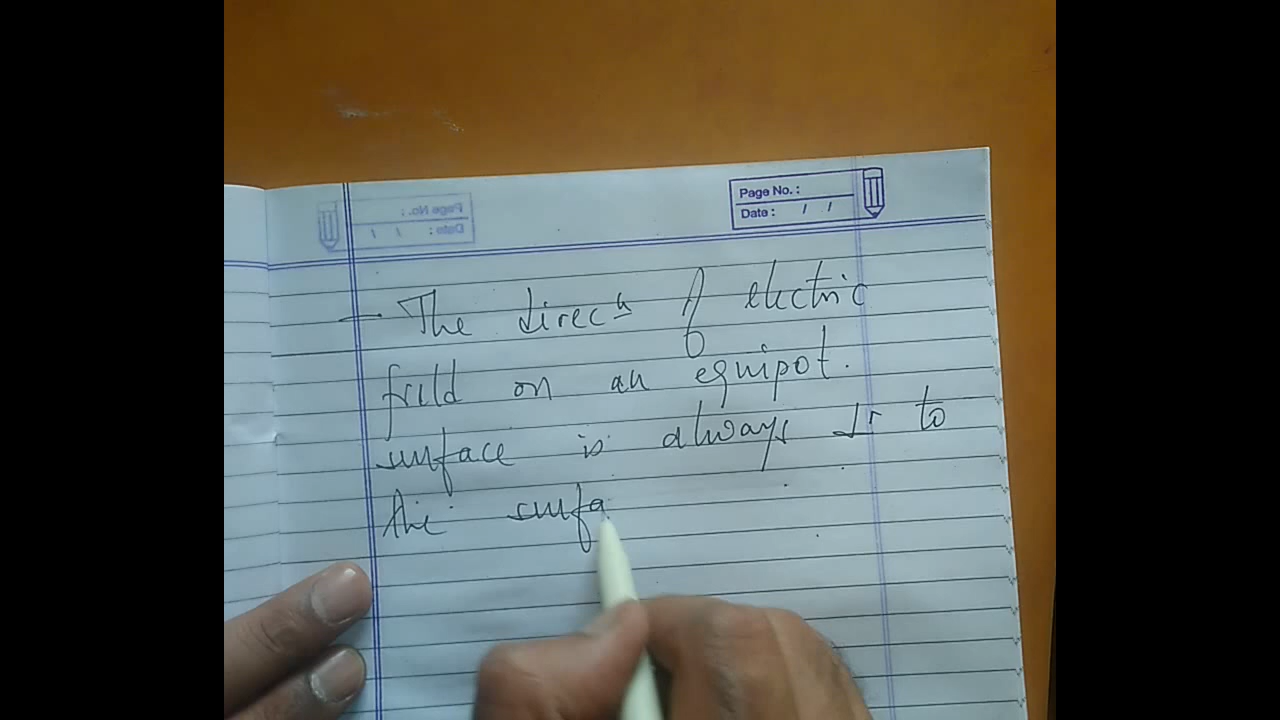 Page No. :
Date : / /
Page No. :
Date : / /
- The direcⁿ of electric
field on an equipot.
surface is always ⊥r to
the surfa